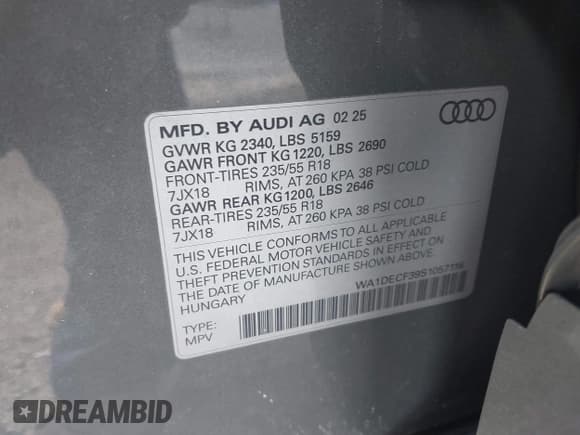 MFD. BY AUDI AG 02 25
GVWR KG 2340, LBS 5159
GAWR FRONT KG 1220, LBS 2690
FRONT-TIRES 235/55 R18
7JX18 RIMS, AT 260 KPA 38 PSI COLD
GAWR REAR KG 1200, LBS 2646
REAR-TIRES 235/55 R18
7JX18 RIMS, AT 260 KPA 38 PSI COLD
THIS VEHICLE CONFORMS TO ALL APPLICABLE
U.S. FEDERAL MOTOR VEHICLE SAFETY AND
THEFT PREVENTION STANDARDS IN EFFECT ON
THE DATE OF MANUFACTURE SHOWN ABOVE.
HUNGARY
WA1DECF39S1057116
TYPE:
MPV
DREAMBID